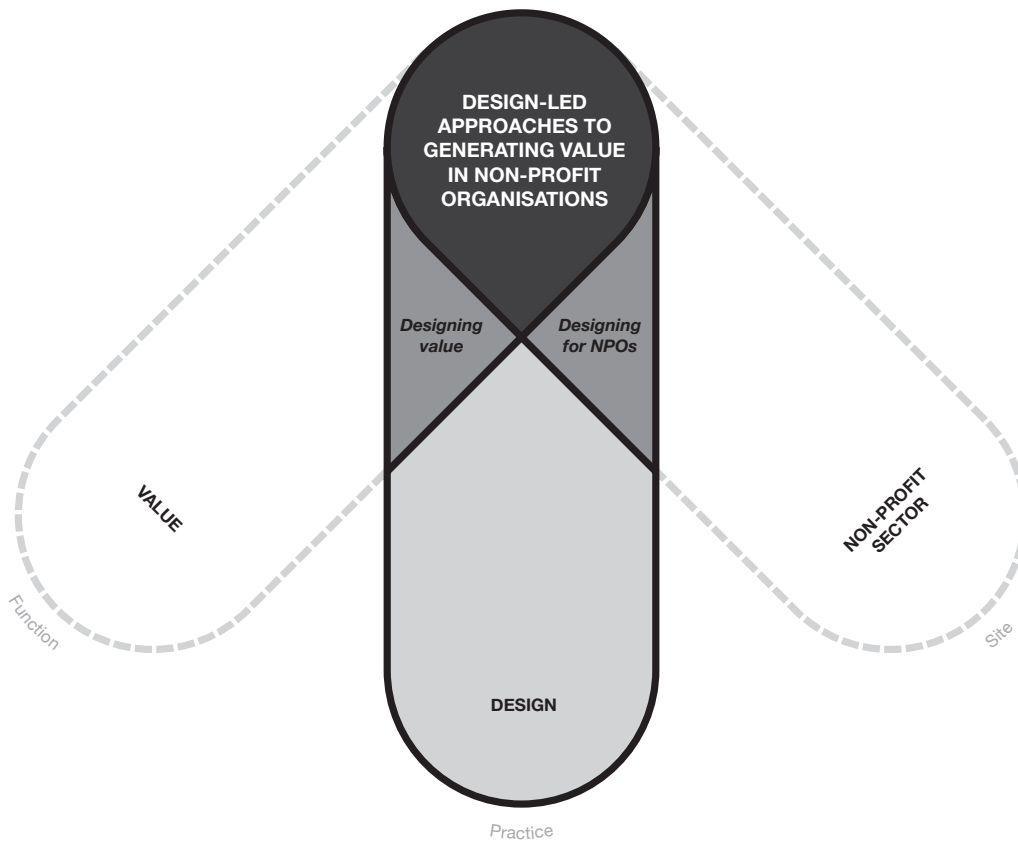 DESIGN-LED
APPROACHES TO
GENERATING VALUE
IN NON-PROFIT
ORGANISATIONS
Designing
value
Designing
for NPOs
VALUE
NON-PROFIT
SECTOR
Function
Site
DESIGN
Practice